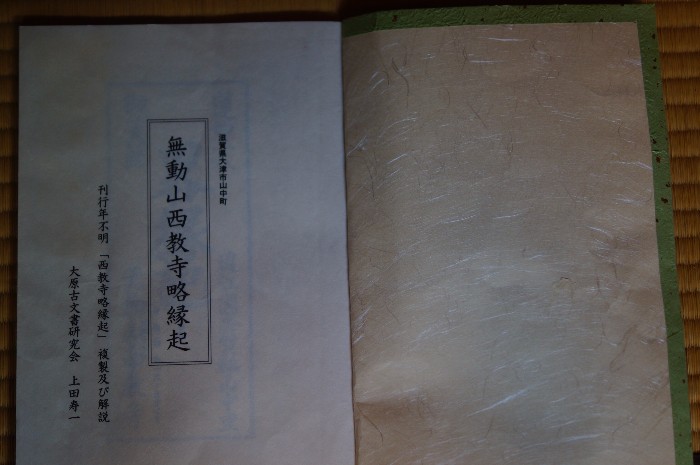 滋賀県大津市山中町
無動山西教寺略縁起
刊行年不明「西教寺略縁起」複製及び解説
大原古文書研究会 上田寿一